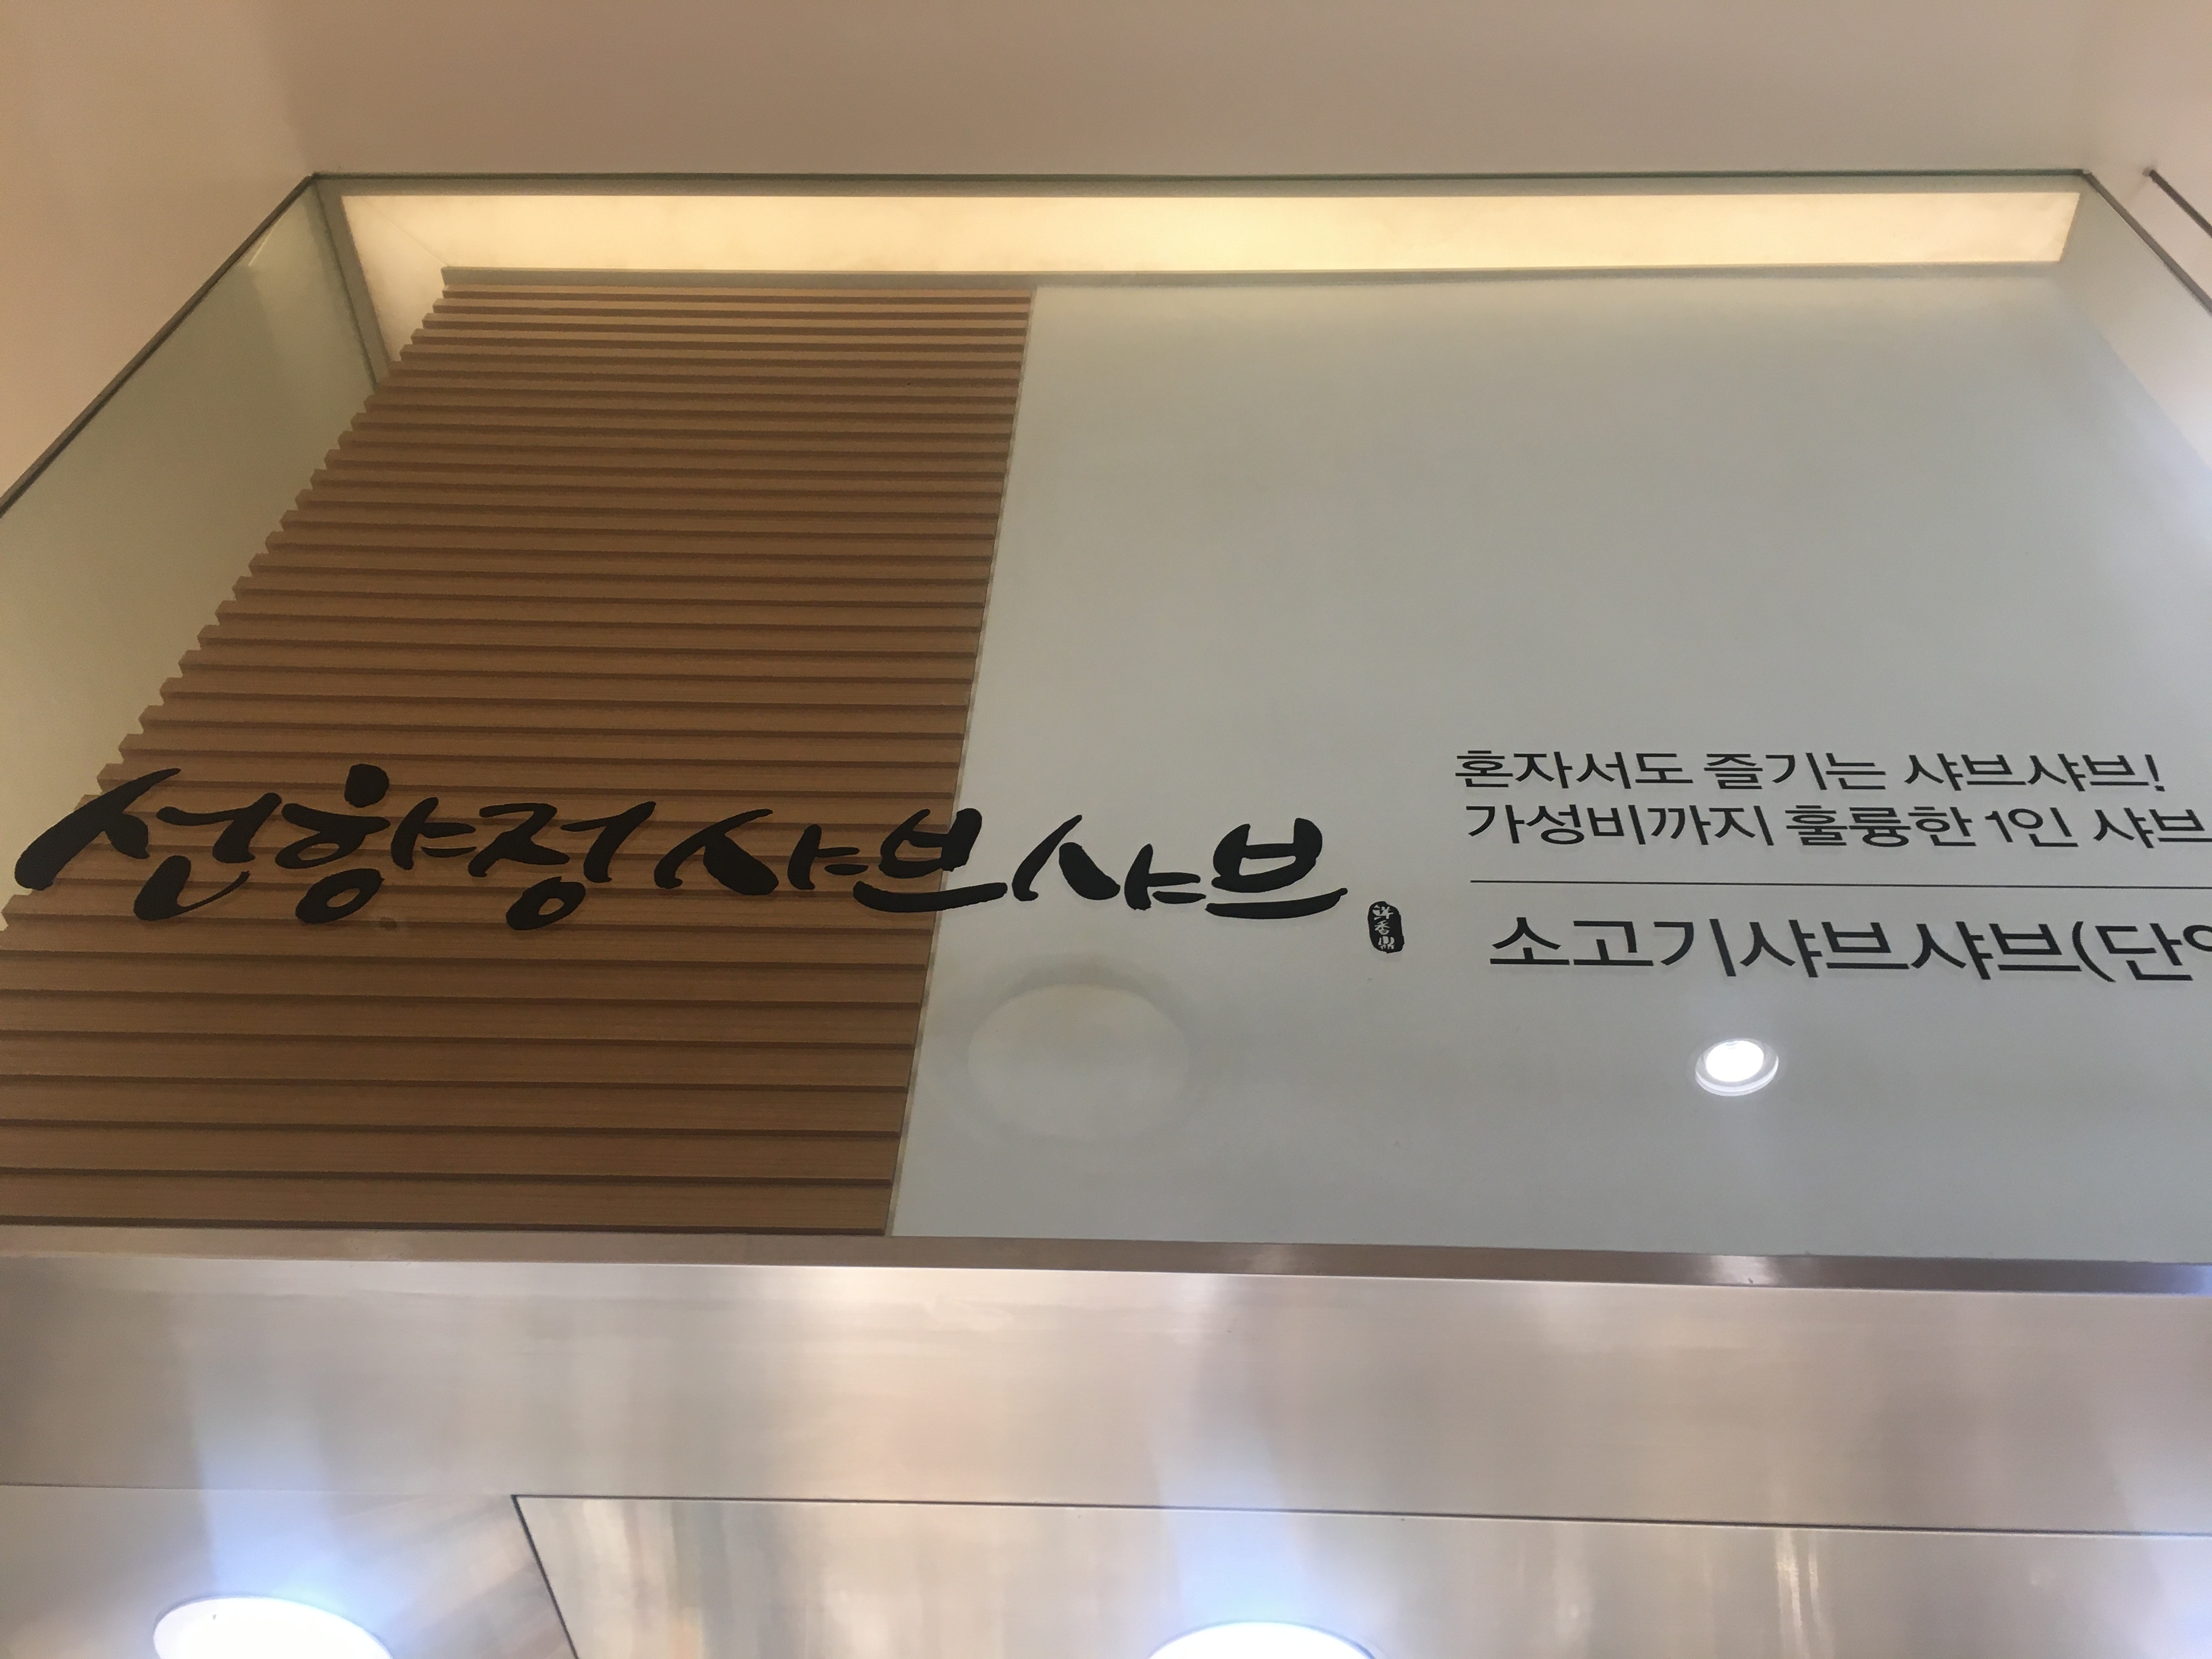 선향정 샤브샤브
혼자서도 즐기는 샤브샤브!
가성비까지 훌륭한 1인 샤브
소고기샤브샤브(단